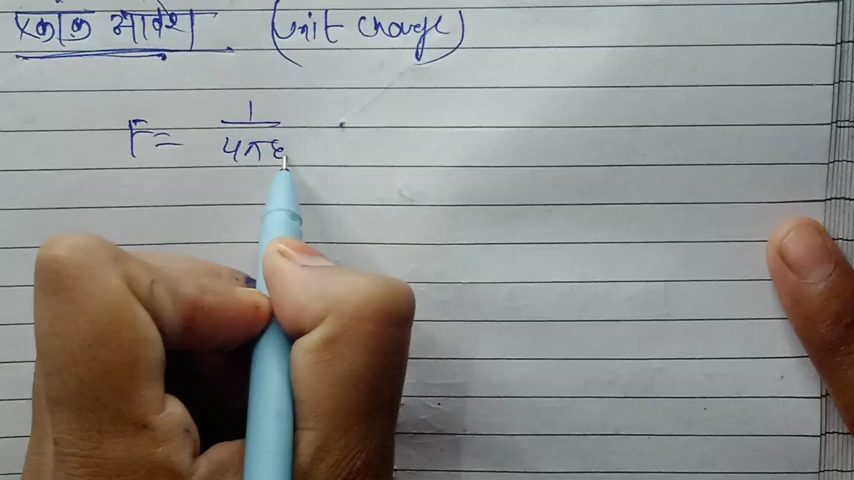 एकांक आवेश (Unit Charge)
F = 1/4πε